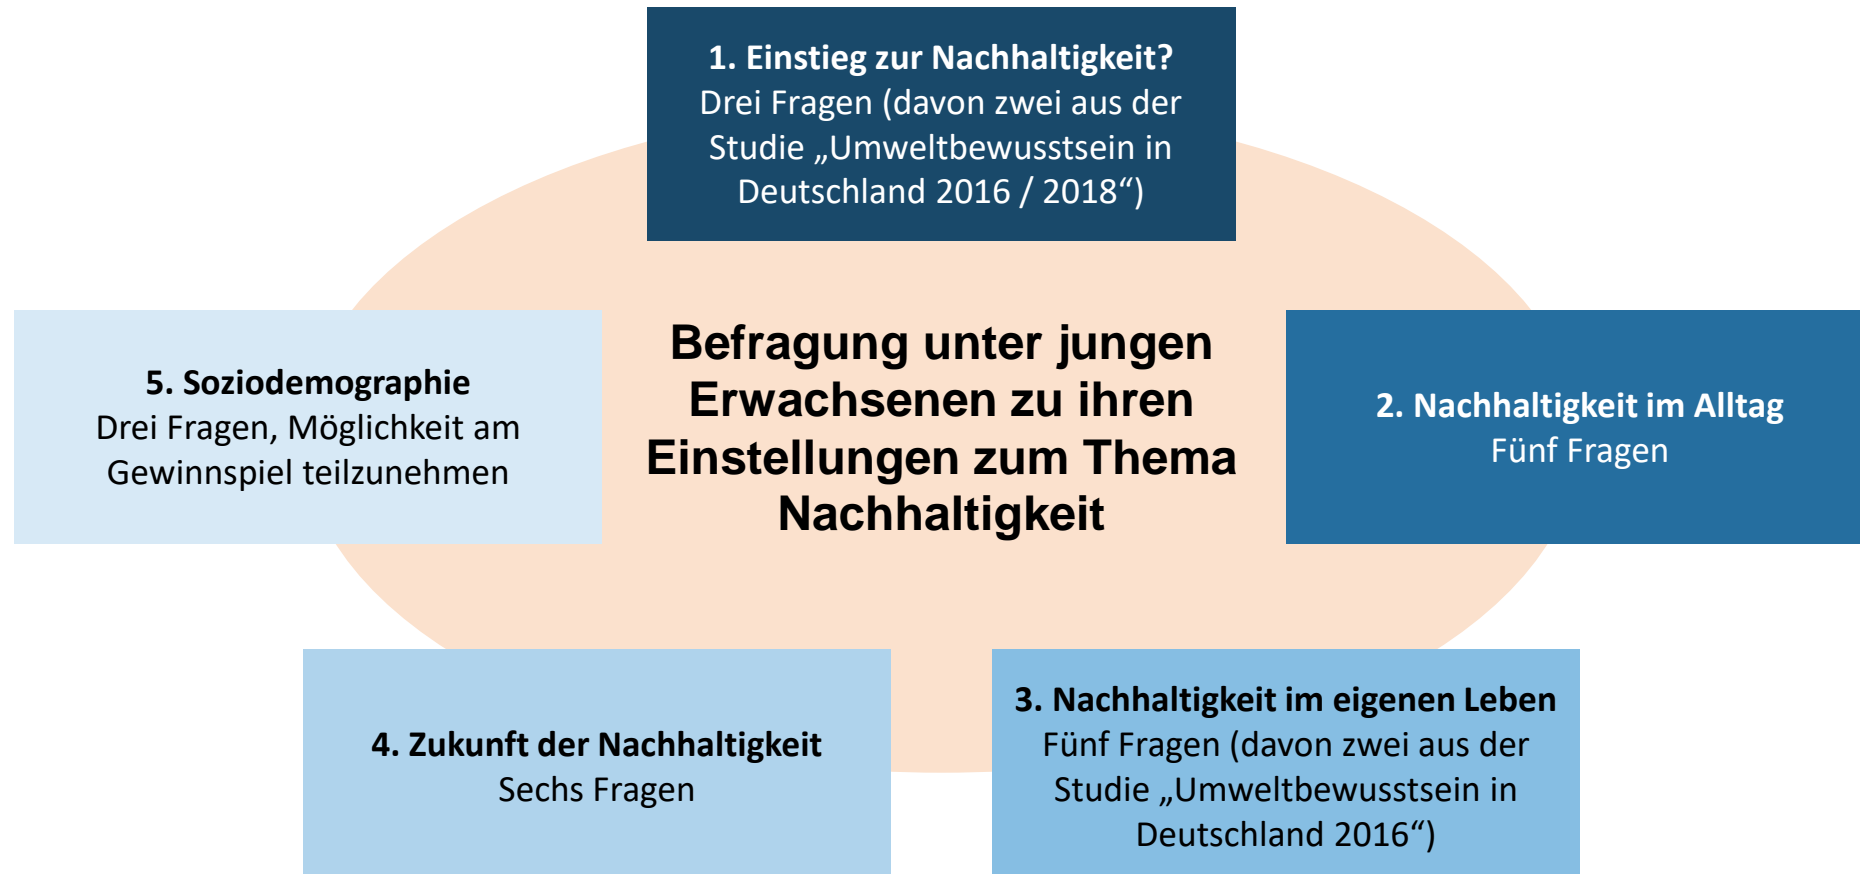 1. Einstieg zur Nachhaltigkeit?
Drei Fragen (davon zwei aus der
Studie „Umweltbewusstsein in
Deutschland 2016 / 2018“)
Befragung unter jungen
Erwachsenen zu ihren
Einstellungen zum Thema
Nachhaltigkeit
2. Nachhaltigkeit im Alltag
Fünf Fragen
3. Nachhaltigkeit im eigenen Leben
Fünf Fragen (davon zwei aus der
Studie „Umweltbewusstsein in
Deutschland 2016“)
4. Zukunft der Nachhaltigkeit
Sechs Fragen
5. Soziodemographie
Drei Fragen, Möglichkeit am
Gewinnspiel teilzunehmen